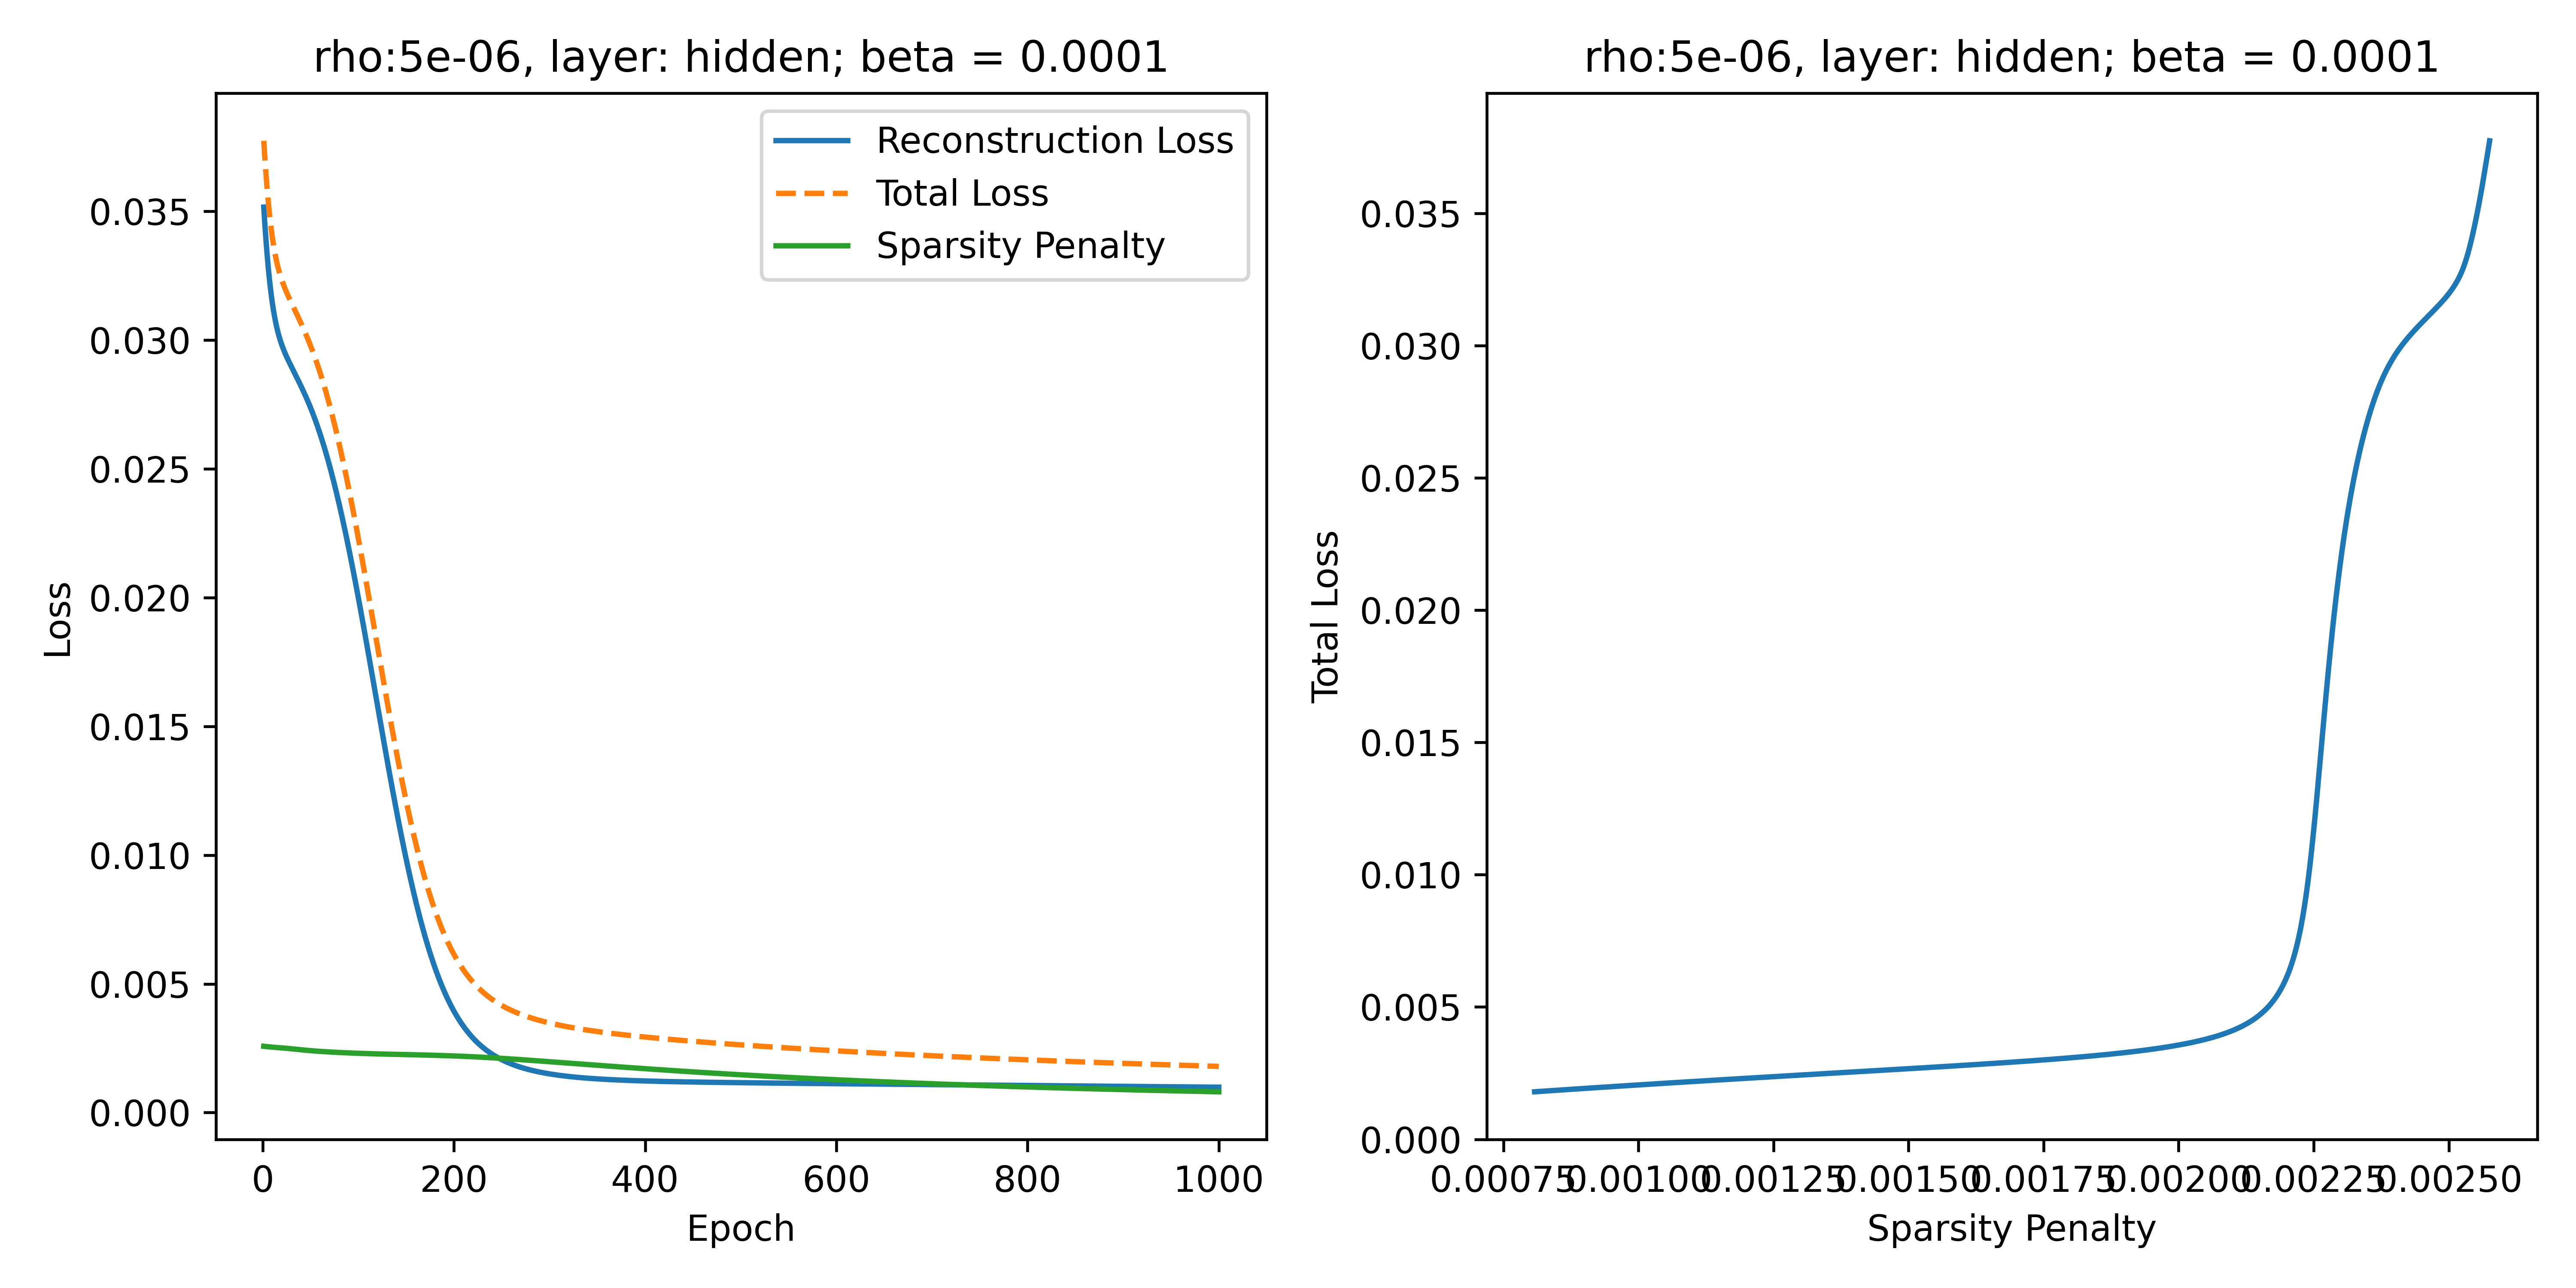 rho:5e-06, layer: hidden; beta = 0.0001
Reconstruction Loss
Total Loss
Sparsity Penalty
0.035
0.030
0.025
0.020
0.015
0.010
0.005
0.000
Loss
0 200 400 600 800 1000
Epoch
rho:5e-06, layer: hidden; beta = 0.0001
0.035
0.030
0.025
0.020
0.015
0.010
0.005
0.000
Total Loss
0.00075 0.00100 0.00125 0.00150 0.00175 0.00200 0.00225 0.00250
Sparsity Penalty